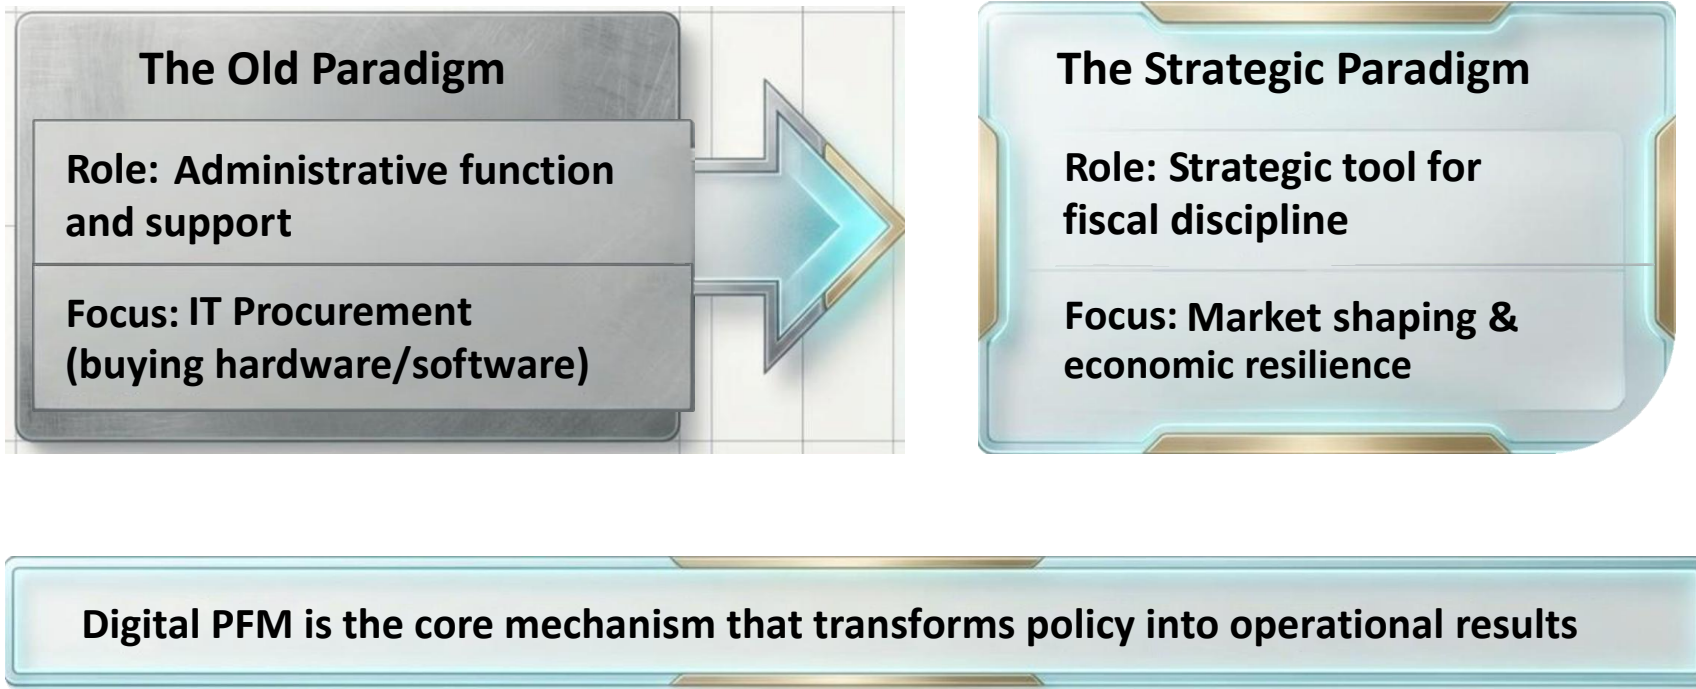 The Old Paradigm
Role: Administrative function
and support
Focus: IT Procurement
(buying hardware/software)
The Strategic Paradigm
Role: Strategic tool for
fiscal discipline
Focus: Market shaping &
economic resilience
Digital PFM is the core mechanism that transforms policy into operational results